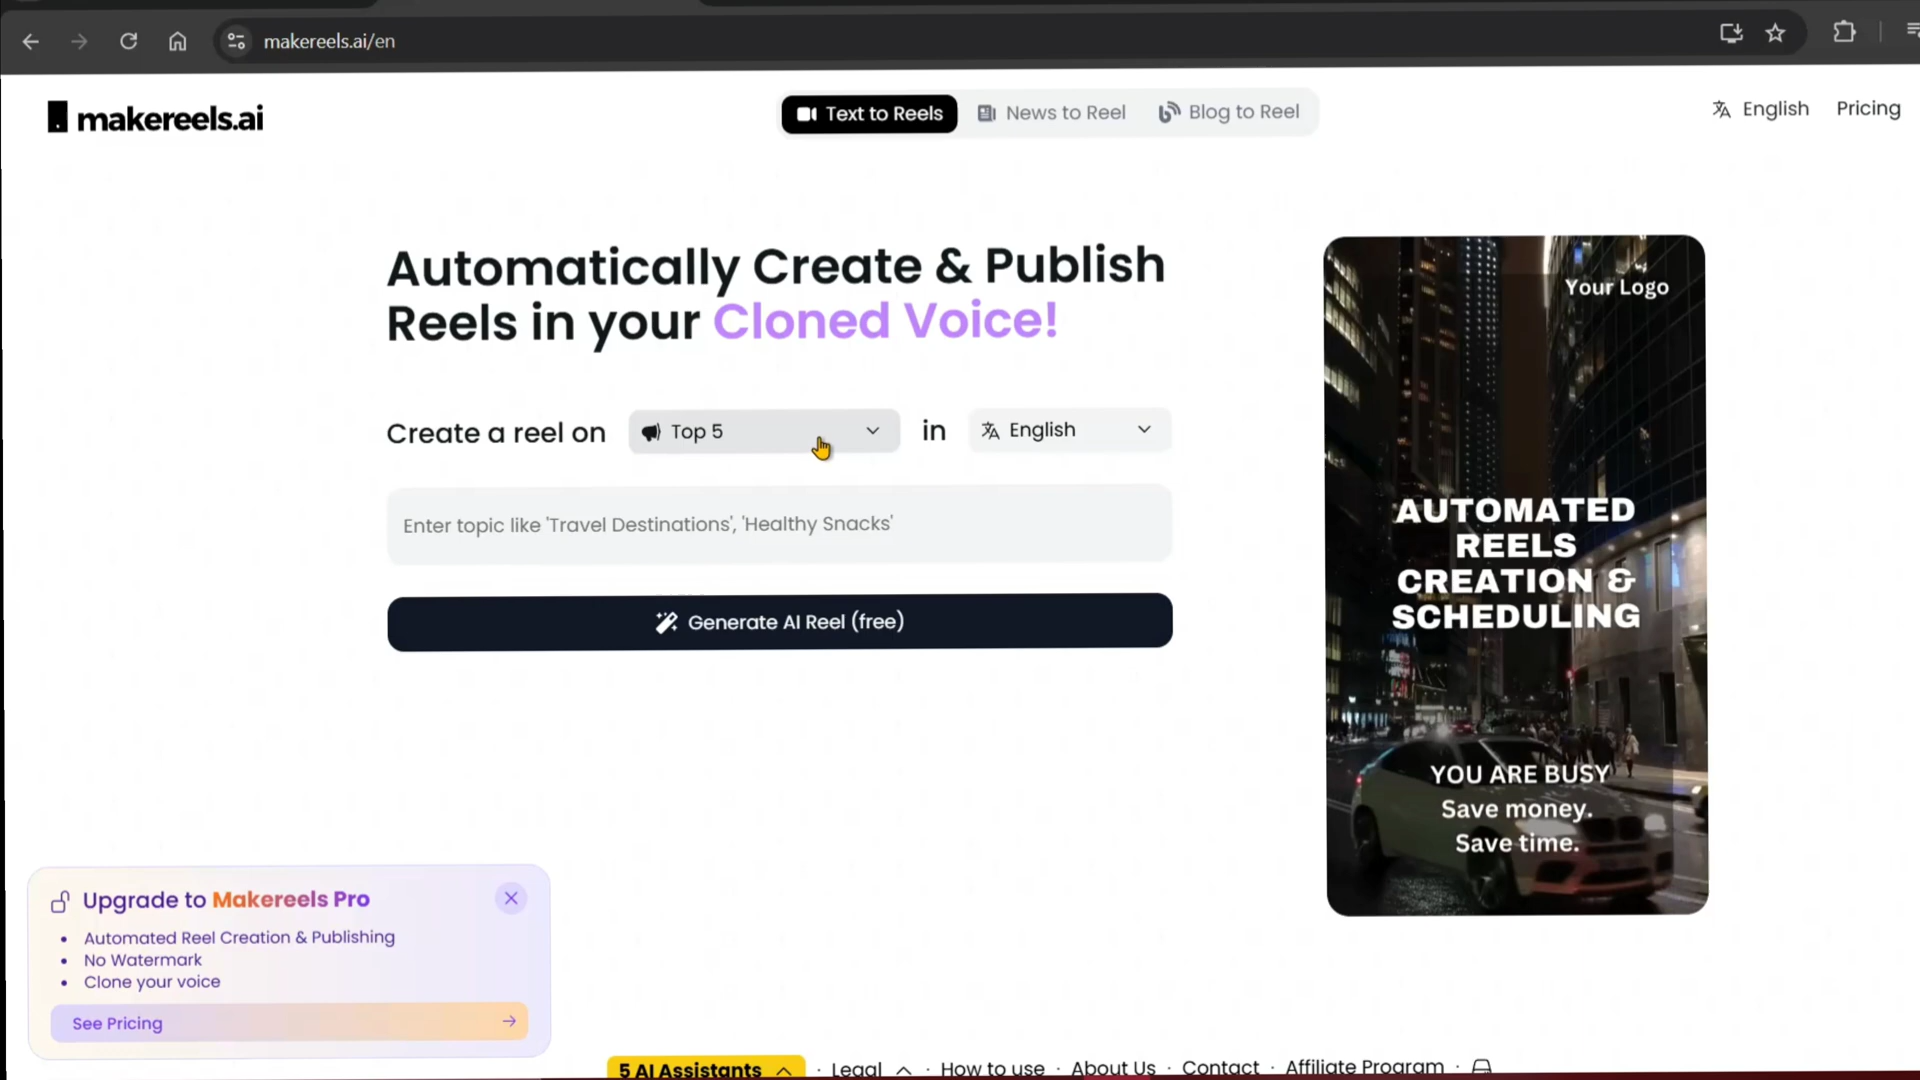 makereels.ai/en
makereels.ai
Text to Reels
News to Reel
Blog to Reel
English
Pricing
Automatically Create & Publish
Reels in your Cloned Voice!
Create a reel on
Top 5
in
English
Enter topic like 'Travel Destinations', 'Healthy Snacks'
Generate AI Reel (free)
Your Logo
AUTOMATED
REELS
CREATION &
SCHEDULING
YOU ARE BUSY
Save money.
Save time.
Upgrade to Makereels Pro
• Automated Reel Creation & Publishing
• No Watermark
• Clone your voice
See Pricing
5 AI Assistants · Legal · How to use · About Us · Contact · Affiliate Program ·